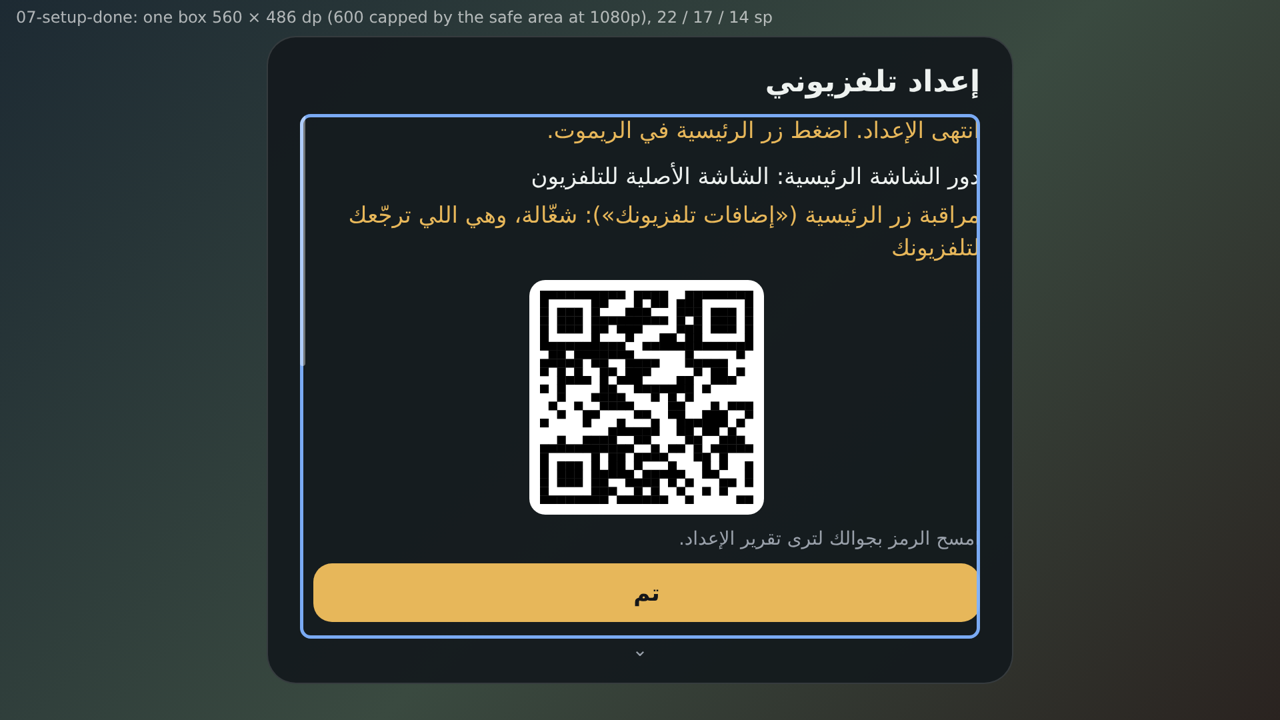 07-setup-done: one box 560 × 486 dp (600 capped by the safe area at 1080p), 22 / 17 / 14 sp
إعداد تلفزيوني
انتهى الإعداد. اضغط زر الرئيسية في الريموت.
دور الشاشة الرئيسية: الشاشة الأصلية للتلفزيون
مراقبة زر الرئيسية («إضافات تلفزيونك»): شغّالة، وهي اللي ترجّعك
لتلفزيونك
امسح الرمز بجوالك لترى تقرير الإعداد.
تم